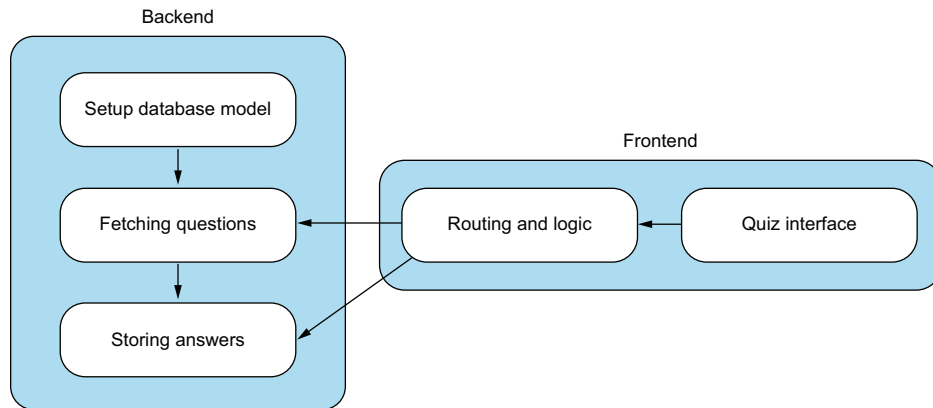 Backend
Setup database model
Fetching questions
Storing answers
Frontend
Routing and logic
Quiz interface